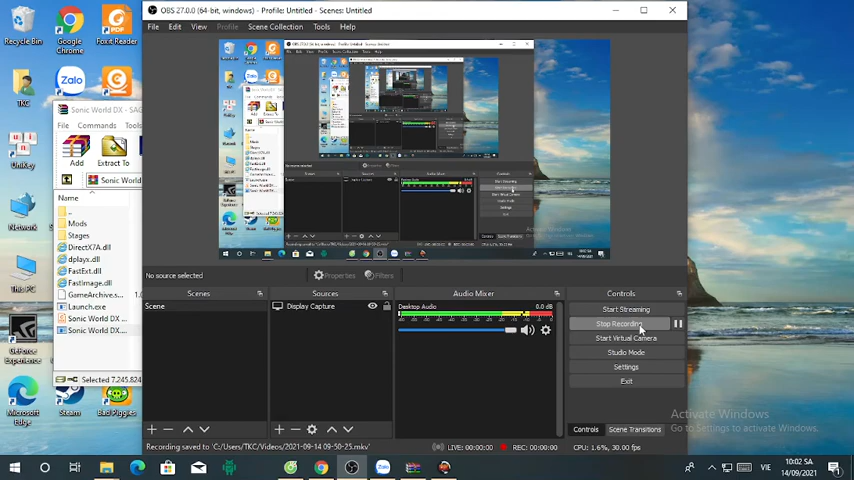 OBS 27.0.0 (64-bit, windows) - Profile: Untitled - Scenes: Untitled
File Edit View Profile Scene Collection Tools Help
Recycle Bin
Google Chrome
Foxit Reader
TKC
Zalo
UniKey
Network
This PC
GeForce Experience
Microsoft Edge
Steam
Bad Piggies
Sonic World DX - SAG
File Commands Tools
Add
Extract To
Sonic World
Name
..
Mods
Stages
DirectX7A.dll
dplayx.dll
FastExt.dll
FastImage.dll
GameArchive.s...
Launch.exe
Sonic World DX ...
Sonic World DX....
Selected 7.245.824
No source selected
Properties
Filters
Scenes
Scene
Sources
Display Capture
Audio Mixer
Desktop Audio
0.0 dB
Controls
Start Streaming
Stop Recording
Start Virtual Camera
Studio Mode
Settings
Exit
Controls
Scene Transitions
Recording saved to 'C:/Users/TKC/Videos/2021-09-14 09-50-25.mkv'
LIVE: 00:00:00
REC: 00:00:00
CPU: 1.6%, 30.00 fps
Activate Windows
Go to Settings to activate Windows.
VIE
10:02 SA
14/09/2021